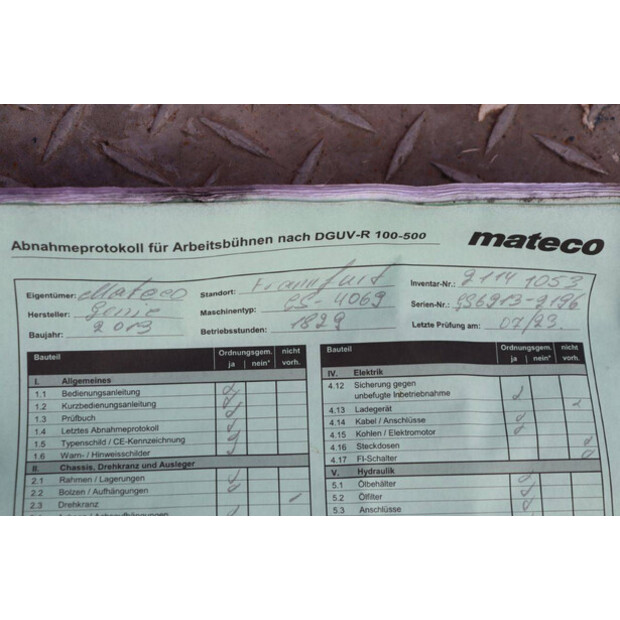 Abnahmeprotokoll für Arbeitsbühnen nach DGUV-R 100-500
mateco
Eigentümer: Mateco
Standort: Frankfurt
Inventar-Nr.: 9114 1053
Hersteller: Genie
Maschinentyp: GS-4069
Serien-Nr.: GS6913-2196
Baujahr: 2013
Betriebsstunden: 1829
Letzte Prüfung am: 07/23
Bauteil
Ordnungsgem. nicht
ja nein* vorh.
I. Allgemeines
1.1 Bedienungsanleitung
1.2 Kurzbedienungsanleitung
1.3 Prüfbuch
1.4 Letztes Abnahmeprotokoll
1.5 Typenschild / CE-Kennzeichnung
1.6 Warn- / Hinweisschilder
II. Chassis, Drehkranz und Ausleger
2.1 Rahmen / Lagerungen
2.2 Bolzen / Aufhängungen
2.3 Drehkranz
Bauteil
Ordnungsgem. nicht
ja nein* vorh.
IV. Elektrik
4.12 Sicherung gegen
unbefugte Inbetriebnahme
4.13 Ladegerät
4.14 Kabel / Anschlüsse
4.15 Kohlen / Elektromotor
4.16 Steckdosen
4.17 FI-Schalter
V. Hydraulik
5.1 Ölbehälter
5.2 Ölfilter
5.3 Anschlüsse